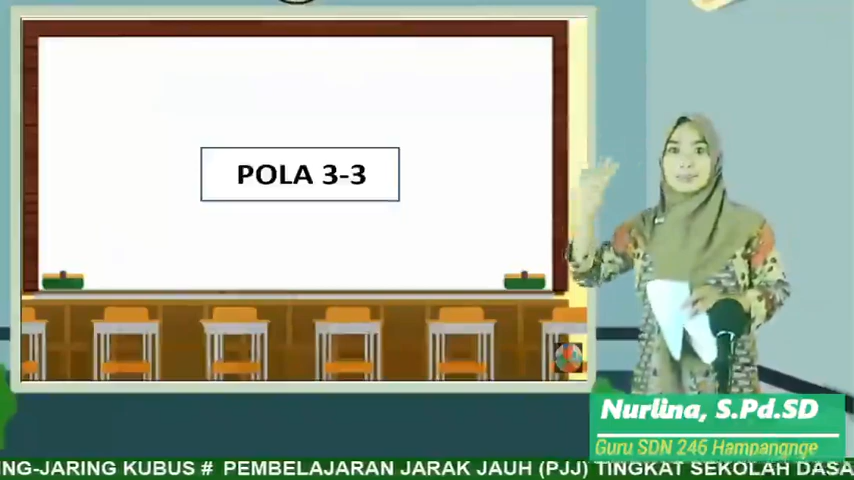 POLA 3-3
Nurlina, S.Pd.SD
Guru SDN 246 Hampangnge
NG-JARING KUBUS # PEMBELAJARAN JARAK JAUH (PJJ) TINGKAT SEKOLAH DASA